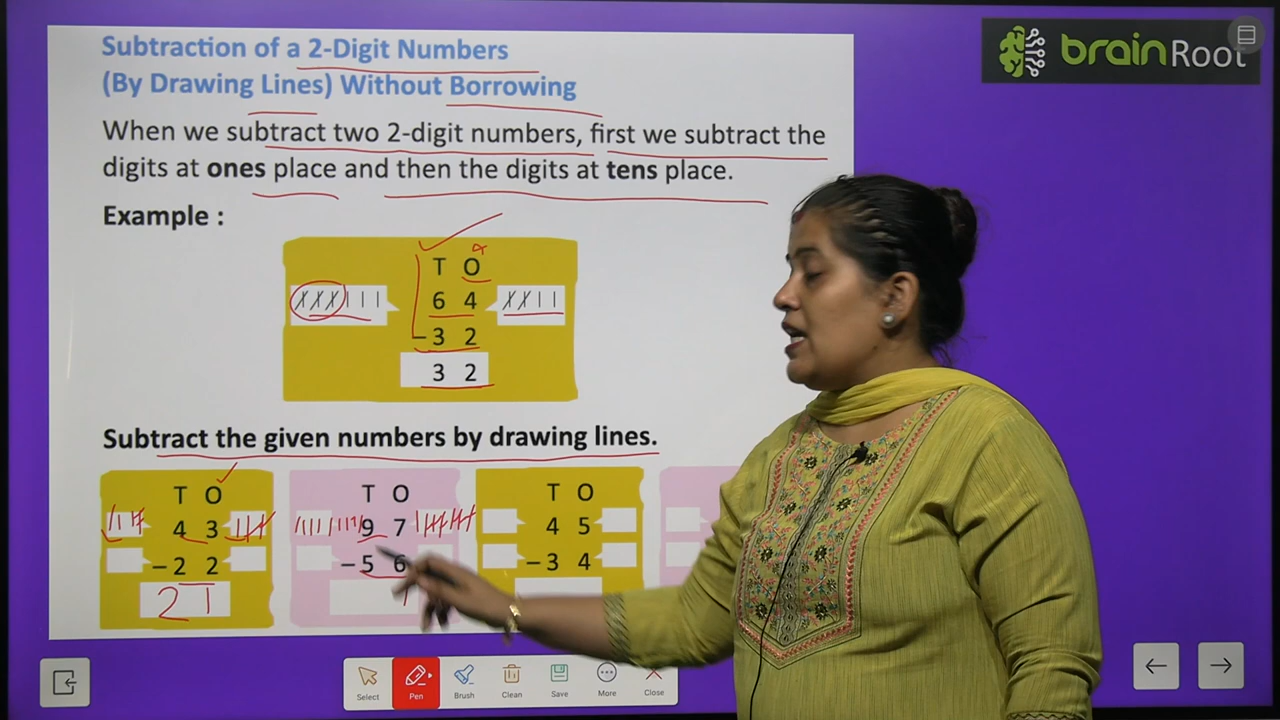 Subtraction of a 2-Digit Numbers
(By Drawing Lines) Without Borrowing
brainRoot
When we subtract two 2-digit numbers, first we subtract the
digits at ones place and then the digits at tens place.
Example :
T O
6 4
-3 2
3 2
Subtract the given numbers by drawing lines.
T O
4 3
-2 2
2 1
T O
9 7
-5 6
1
T O
4 5
-3 4
Select
Pen
Brush
Clean
Save
More
Close